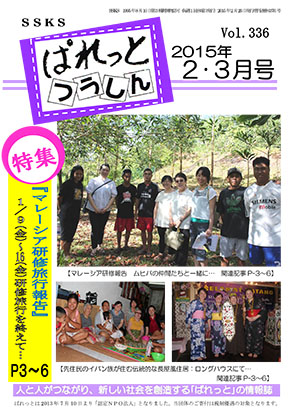 SSKS
Vol. 336
ぱれっと
つうしん
2015年
2・3月号
特集
『マレーシア研修旅行報告』
1/9(金)～16(金)研修旅行を終えて…
P3～6
【マレーシア研修報告　ムヒバの仲間たちと一緒に…　関連記事P-3～6】
SIEMENS
【先住民のイバン族が住む伝統的な長屋風住居：ロングハウスにて…
関連記事P-3～6】
人と人がつながり、新しい社会を創造する「ぱれっと」の情報誌